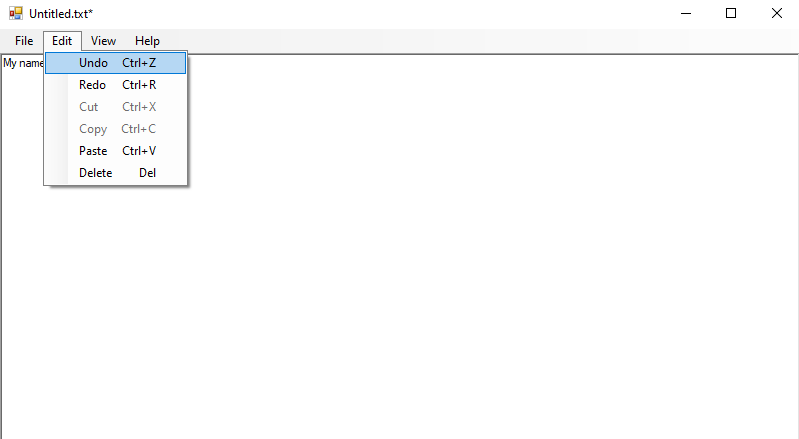 Untitled.txt*
File Edit View Help
My name
Undo Ctrl+Z
Redo Ctrl+R
Cut Ctrl+X
Copy Ctrl+C
Paste Ctrl+V
Delete Del